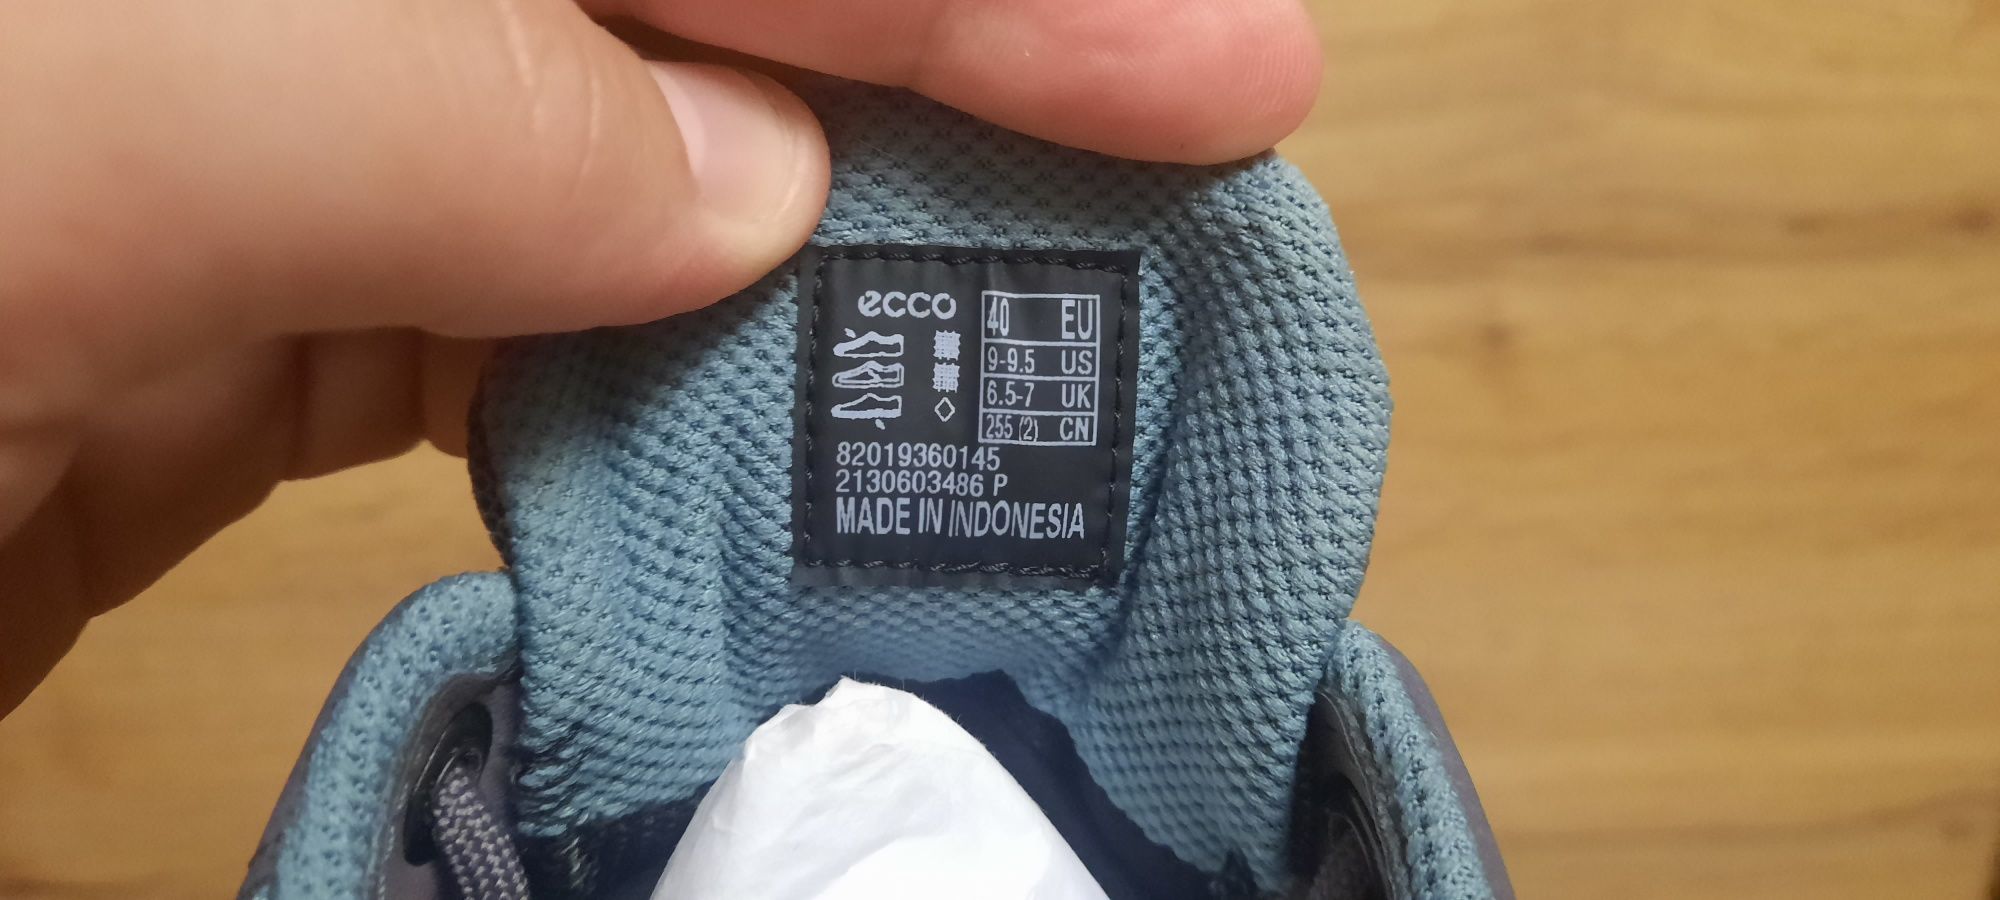 ecco
40 EU
9-9.5 US
6.5-7 UK
255 (2) CN
82019360145
2130603486 P
MADE IN INDONESIA